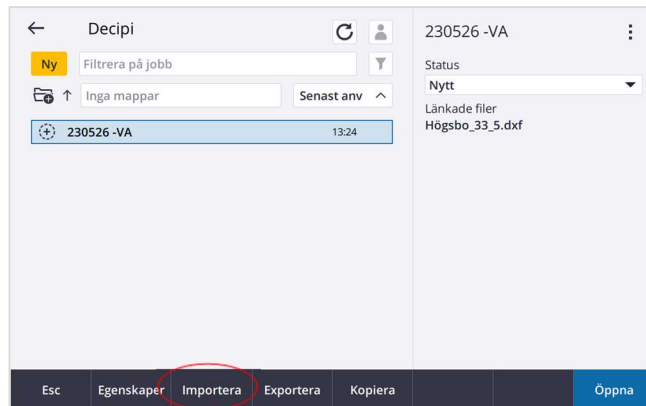 Decipi
Ny
Filtrera på jobb
Inga mappar
Senast anv
230526 -VA
13:24
230526 -VA
Status
Nytt
Länkade filer
Högsbo_33_5.dxf
Esc
Egenskaper
Importera
Exportera
Kopiera
Öppna